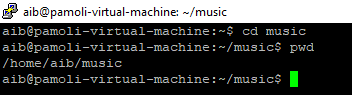 aib@pamoli-virtual-machine: ~/music
aib@pamoli-virtual-machine:~$ cd music
aib@pamoli-virtual-machine:~/music$ pwd
/home/aib/music
aib@pamoli-virtual-machine:~/music$